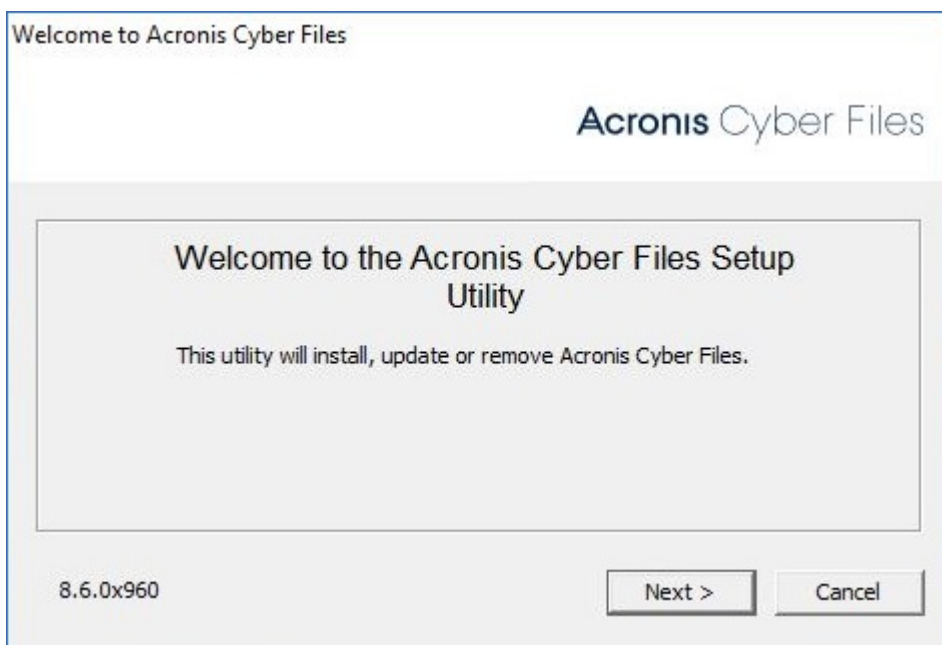 Welcome to Acronis Cyber Files
Acronis Cyber Files
Welcome to the Acronis Cyber Files Setup
Utility
This utility will install, update or remove Acronis Cyber Files.
8.6.0x960
Next >
Cancel